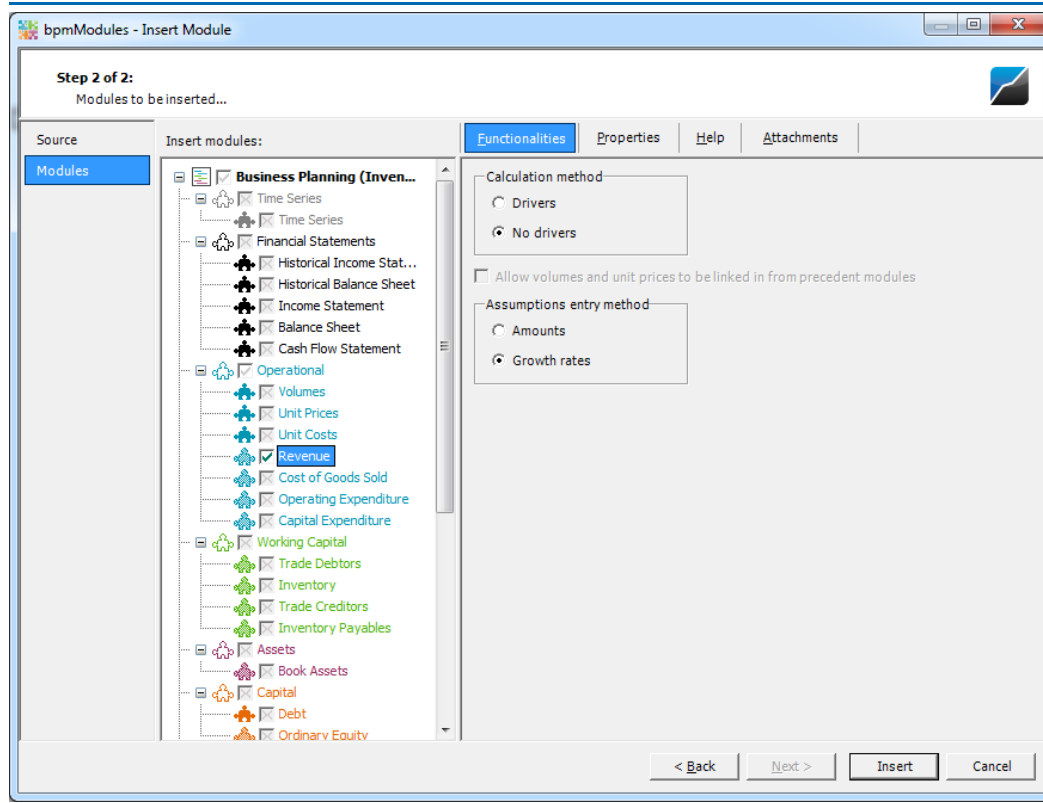 bpmModules - Insert Module
Step 2 of 2:
Modules to be inserted...
Source
Modules
Insert modules:
Business Planning (Inven...
Time Series
Time Series
Financial Statements
Historical Income Stat...
Historical Balance Sheet
Income Statement
Balance Sheet
Cash Flow Statement
Operational
Volumes
Unit Prices
Unit Costs
Revenue
Cost of Goods Sold
Operating Expenditure
Capital Expenditure
Working Capital
Trade Debtors
Inventory
Trade Creditors
Inventory Payables
Assets
Book Assets
Capital
Debt
Ordinary Equity
Functionalities Properties Help Attachments
Calculation method
Drivers
No drivers
Allow volumes and unit prices to be linked in from precedent modules
Assumptions entry method
Amounts
Growth rates
< Back Next > Insert Cancel